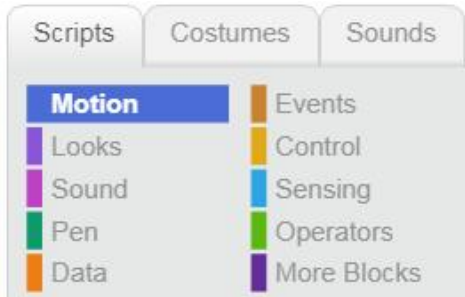 Scripts Costumes Sounds
Motion Events
Looks Control
Sound Sensing
Pen Operators
Data More Blocks